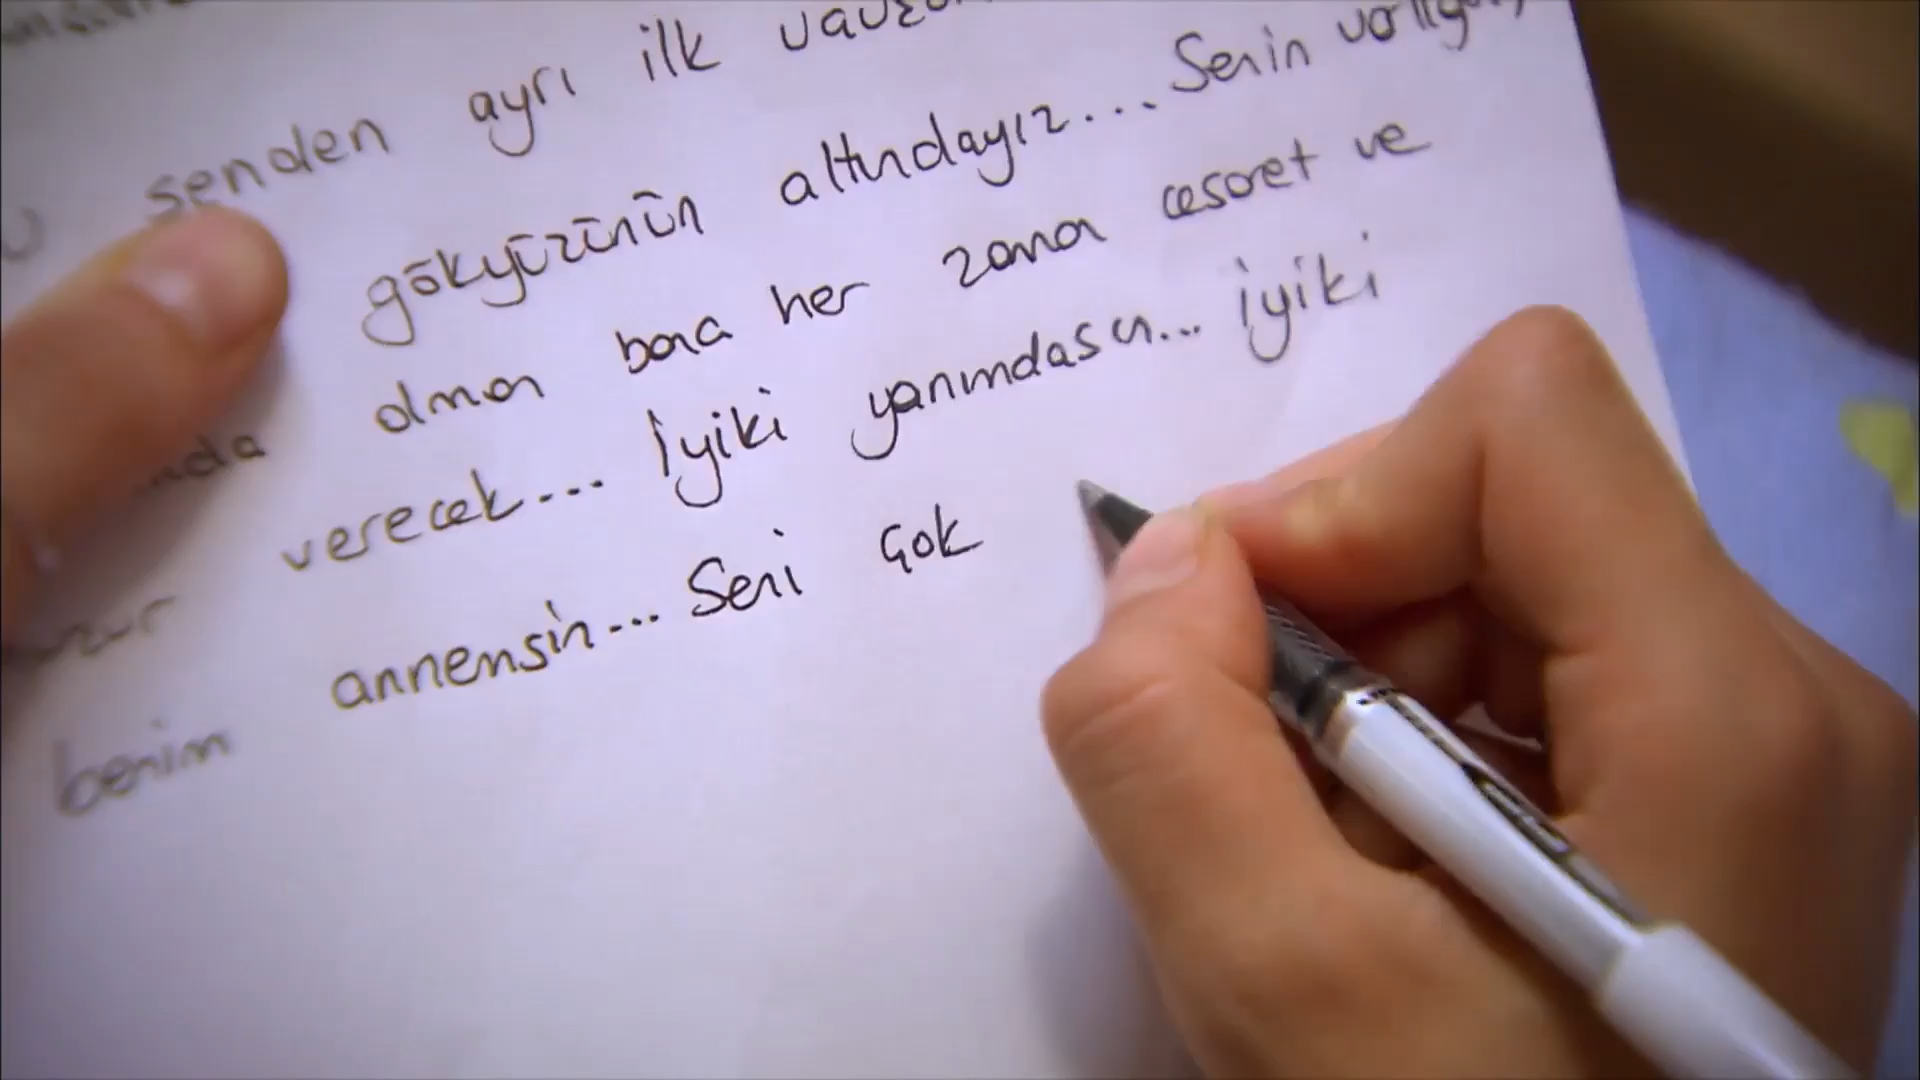 senden ayrı ilk
gökyüzünün altındayız... Senin
olman bana her zaman cesaret ve
verecek... İyiki yanımdasın... İyiki
benim annensin... Seni çok